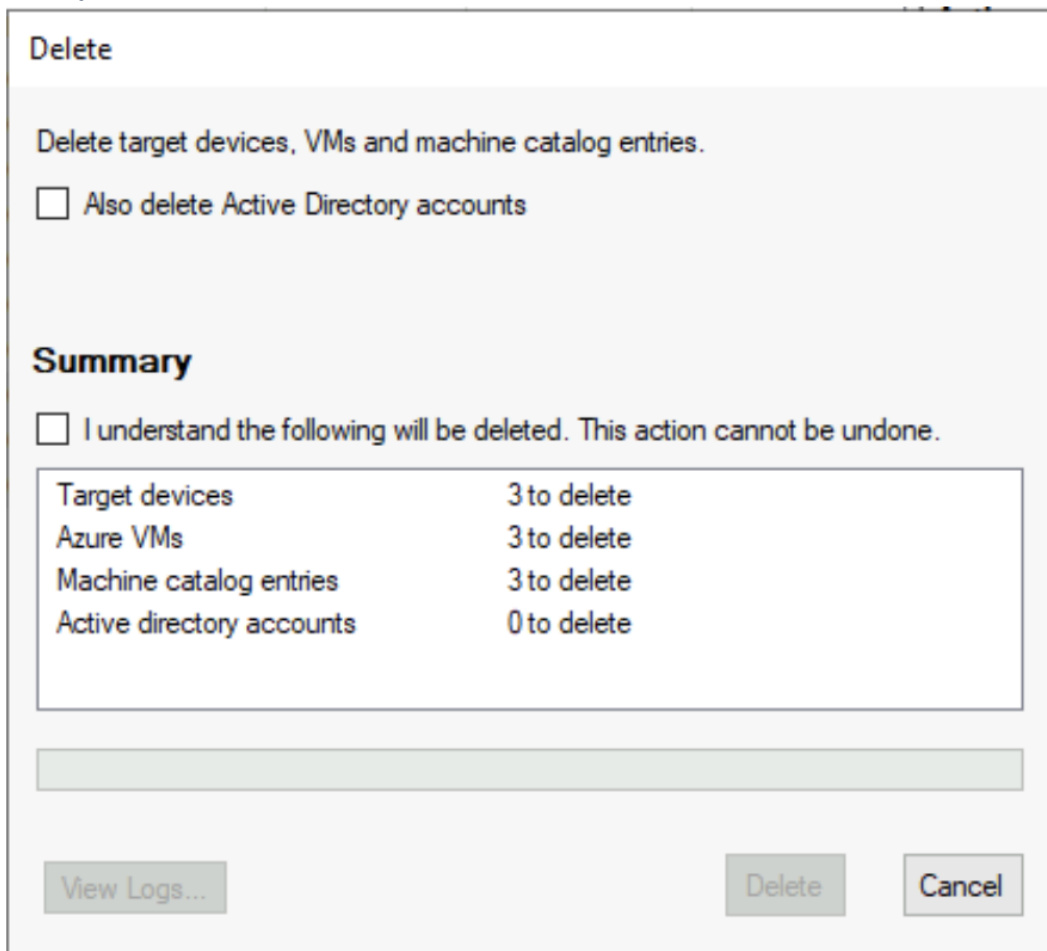 Delete
Delete target devices, VMs and machine catalog entries.
Also delete Active Directory accounts
Summary
I understand the following will be deleted. This action cannot be undone.
Target devices 3 to delete
Azure VMs 3 to delete
Machine catalog entries 3 to delete
Active directory accounts 0 to delete
View Logs... Delete Cancel